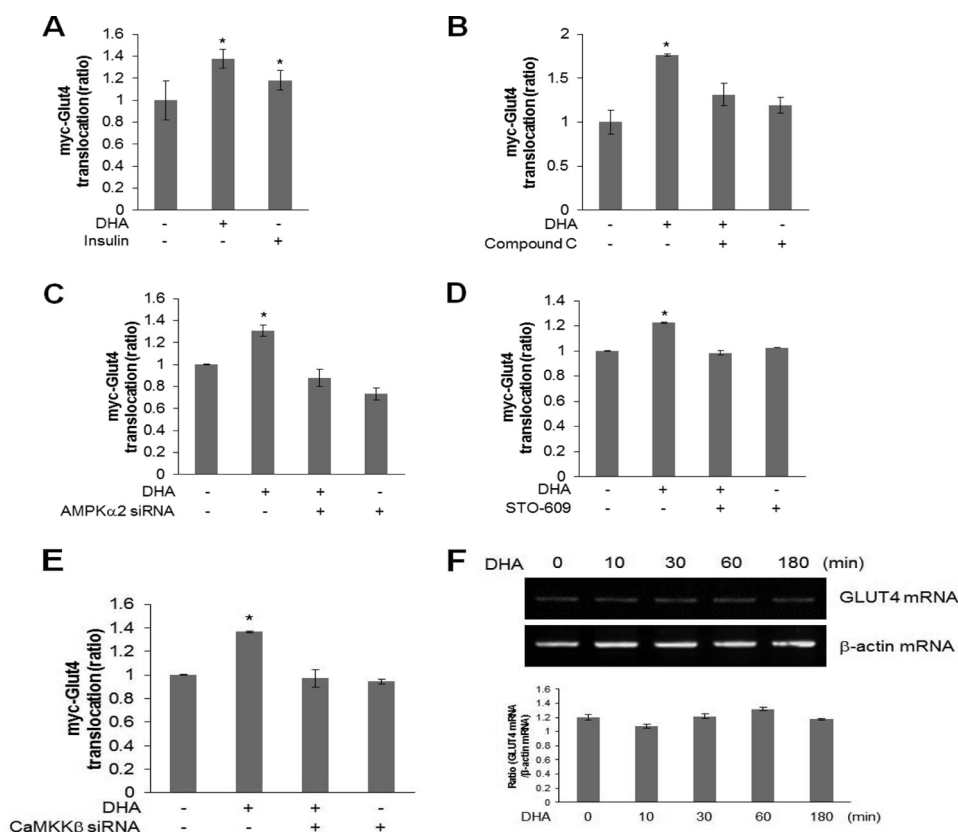 A
myc-Glut4
translocation (ratio)
1.6
1.4
1.2
1
0.8
0.6
0.4
0.2
0
*
*
DHA - + -
Insulin - - +
B
myc-Glut4
translocation (ratio)
2
1.5
1
0.5
0
*
DHA - + + -
Compound C - - + +
C
myc-Glut4
translocation (ratio)
1.6
1.4
1.2
1
0.8
0.6
0.4
0.2
0
*
DHA - + + -
AMPKα2 siRNA - - + +
D
myc-Glut4
translocation (ratio)
1.4
1.2
1
0.8
0.6
0.4
0.2
0
*
DHA - + + -
STO-609 - - + +
E
myc-Glut4
translocation (ratio)
1.6
1.4
1.2
1
0.8
0.6
0.4
0.2
0
*
DHA - + + -
CaMKKβ siRNA - - + +
F
DHA 0 10 30 60 180 (min)
GLUT4 mRNA
β-actin mRNA
Ratio (GLUT4 mRNA
/β-actin mRNA)
1.6
1.4
1.2
1
0.8
0.6
0.4
0.2
0
DHA 0 10 30 60 180 (min)